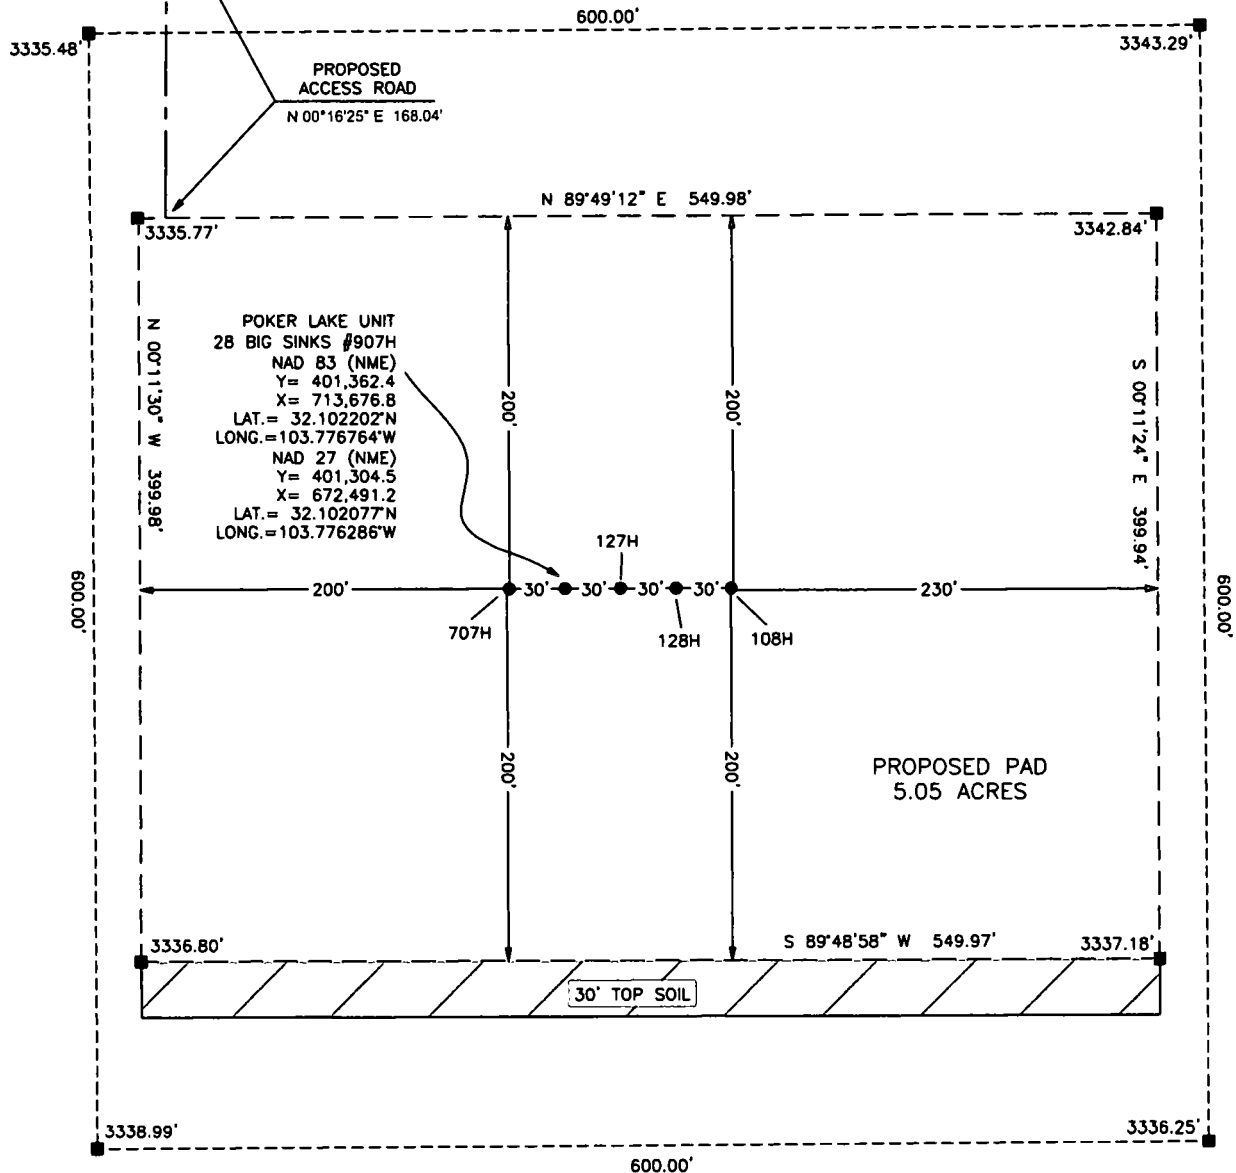 600.00'
3335.48'
3343.29'
PROPOSED
ACCESS ROAD
N 00°16'25" E 168.04'
N 89°49'12" E 549.98'
3335.77'
3342.84'
N 00°11'30" W 399.98'
S 00°11'24" E 399.94'
POKER LAKE UNIT
28 BIG SINKS #907H
NAD 83 (NME)
Y= 401,362.4
X= 713,676.8
LAT.= 32.102202°N
LONG.=103.776764°W
NAD 27 (NME)
Y= 401,304.5
X= 672,491.2
LAT.= 32.102077°N
LONG.=103.776286°W
200'
200'
127H
600.00'
200'
30'
30'
30'
30'
230'
600.00'
707H
128H
108H
200'
200'
PROPOSED PAD
5.05 ACRES
3336.80'
S 89°48'58" W 549.97'
3337.18'
30' TOP SOIL
3338.99'
3336.25'
600.00'